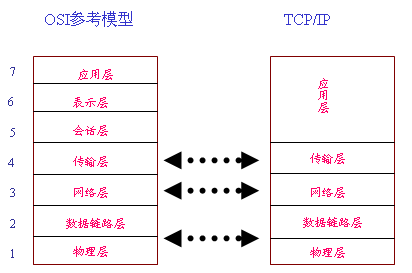 OSI参考模型
TCP/IP
7 应用层
6 表示层
5 会话层
4 传输层
3 网络层
2 数据链路层
1 物理层
应用层
传输层
网络层
数据链路层
物理层